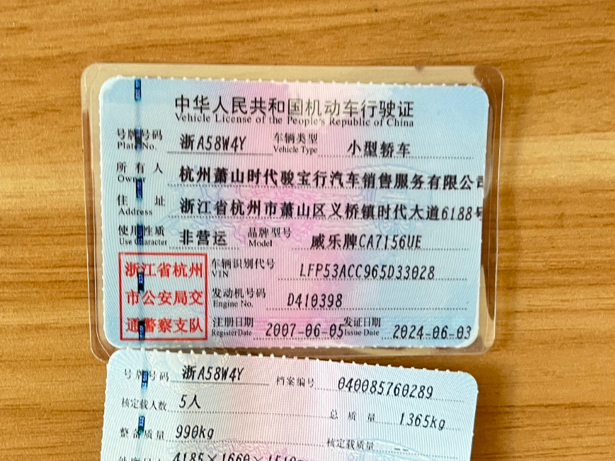 中华人民共和国机动车行驶证
Vehicle License of the People's Republic of China
号牌号码 浙A58W4Y 车辆类型 小型轿车
Plate No. Vehicle Type
所有人 杭州萧山时代骏宝行汽车销售服务有限公司
Owner
住址 浙江省杭州市萧山区义桥镇时代大道6188号
Address
使用性质 非营运 品牌型号 威乐牌CA7156UE
Use Character Model
浙江省杭州
市公安局交
通警察支队
车辆识别代号 LFP53ACC965D33028
VIN
发动机号码 D410398
Engine No.
注册日期 2007-06-05 发证日期 2024-06-03
Register Date Issue Date
号牌号码 浙A58W4Y 档案编号 040085760289
核定载人数 5人 总质量 1365kg
整备质量 990kg 核定载质量 --